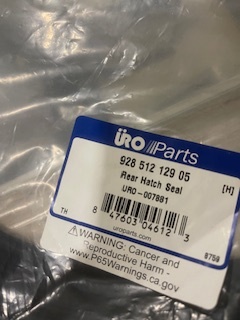 URO Parts
928 512 129 05
Rear Hatch Seal [H]
URO-007881
8 47603 04612 3
uroparts.com
TH 8759
⚠WARNING: Cancer and
Reproductive Harm -
www.P65Warnings.ca.gov